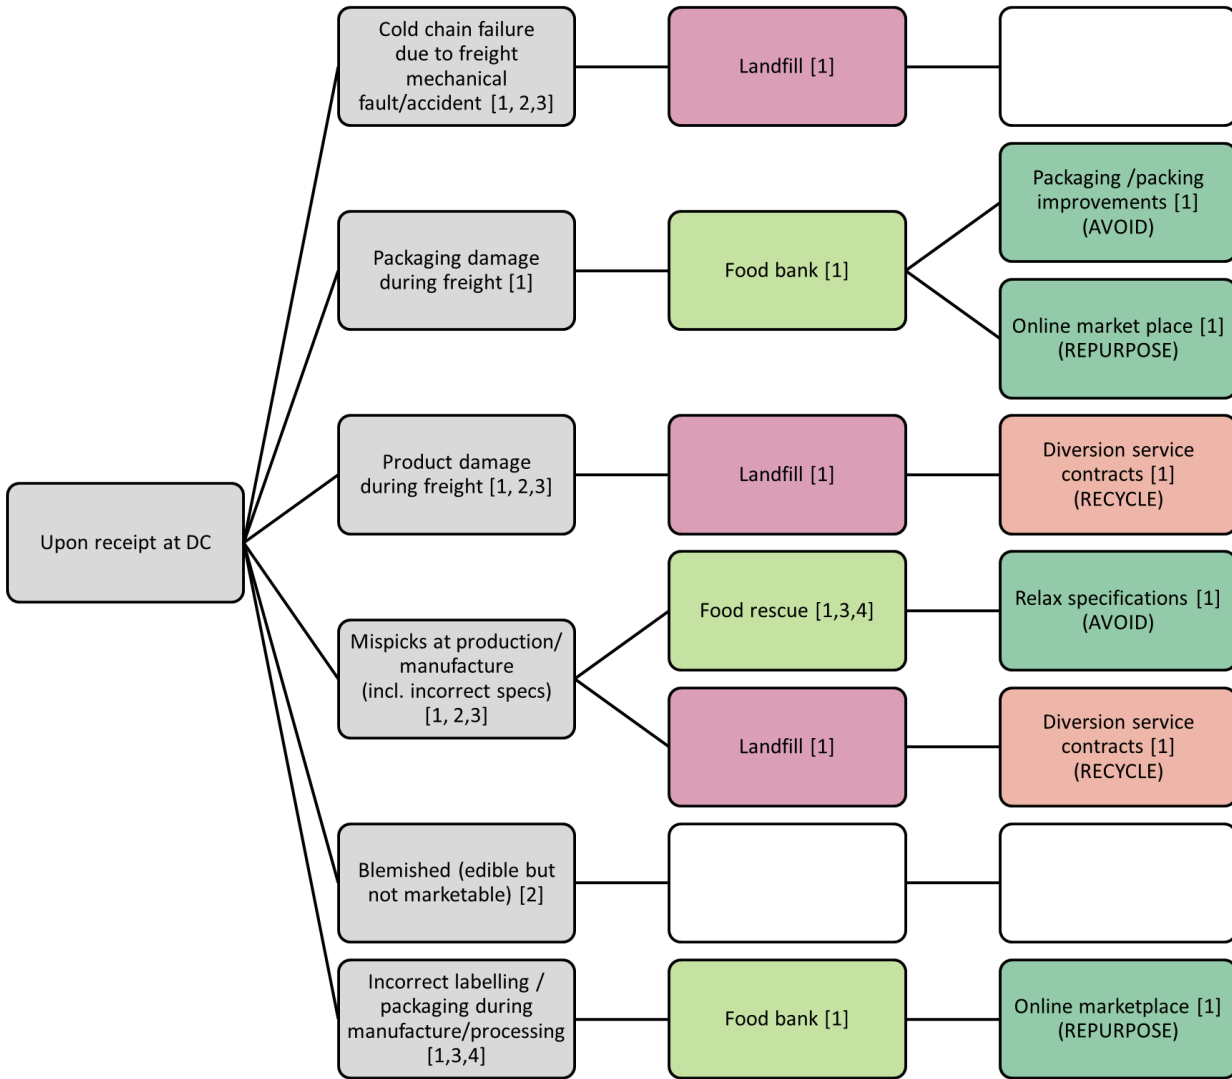 Cold chain failure
due to freight
mechanical
fault/accident [1, 2,3]
Landfill [1]
Packaging damage
during freight [1]
Food bank [1]
Packaging /packing
improvements [1]
(AVOID)
Online market place [1]
(REPURPOSE)
Product damage
during freight [1, 2,3]
Landfill [1]
Diversion service
contracts [1]
(RECYCLE)
Upon receipt at DC
Mispicks at production/
manufacture
(incl. incorrect specs)
[1, 2,3]
Food rescue [1,3,4]
Relax specifications [1]
(AVOID)
Landfill [1]
Diversion service
contracts [1]
(RECYCLE)
Blemished (edible but
not marketable) [2]
Incorrect labelling /
packaging during
manufacture/processing
[1,3,4]
Food bank [1]
Online marketplace [1]
(REPURPOSE)